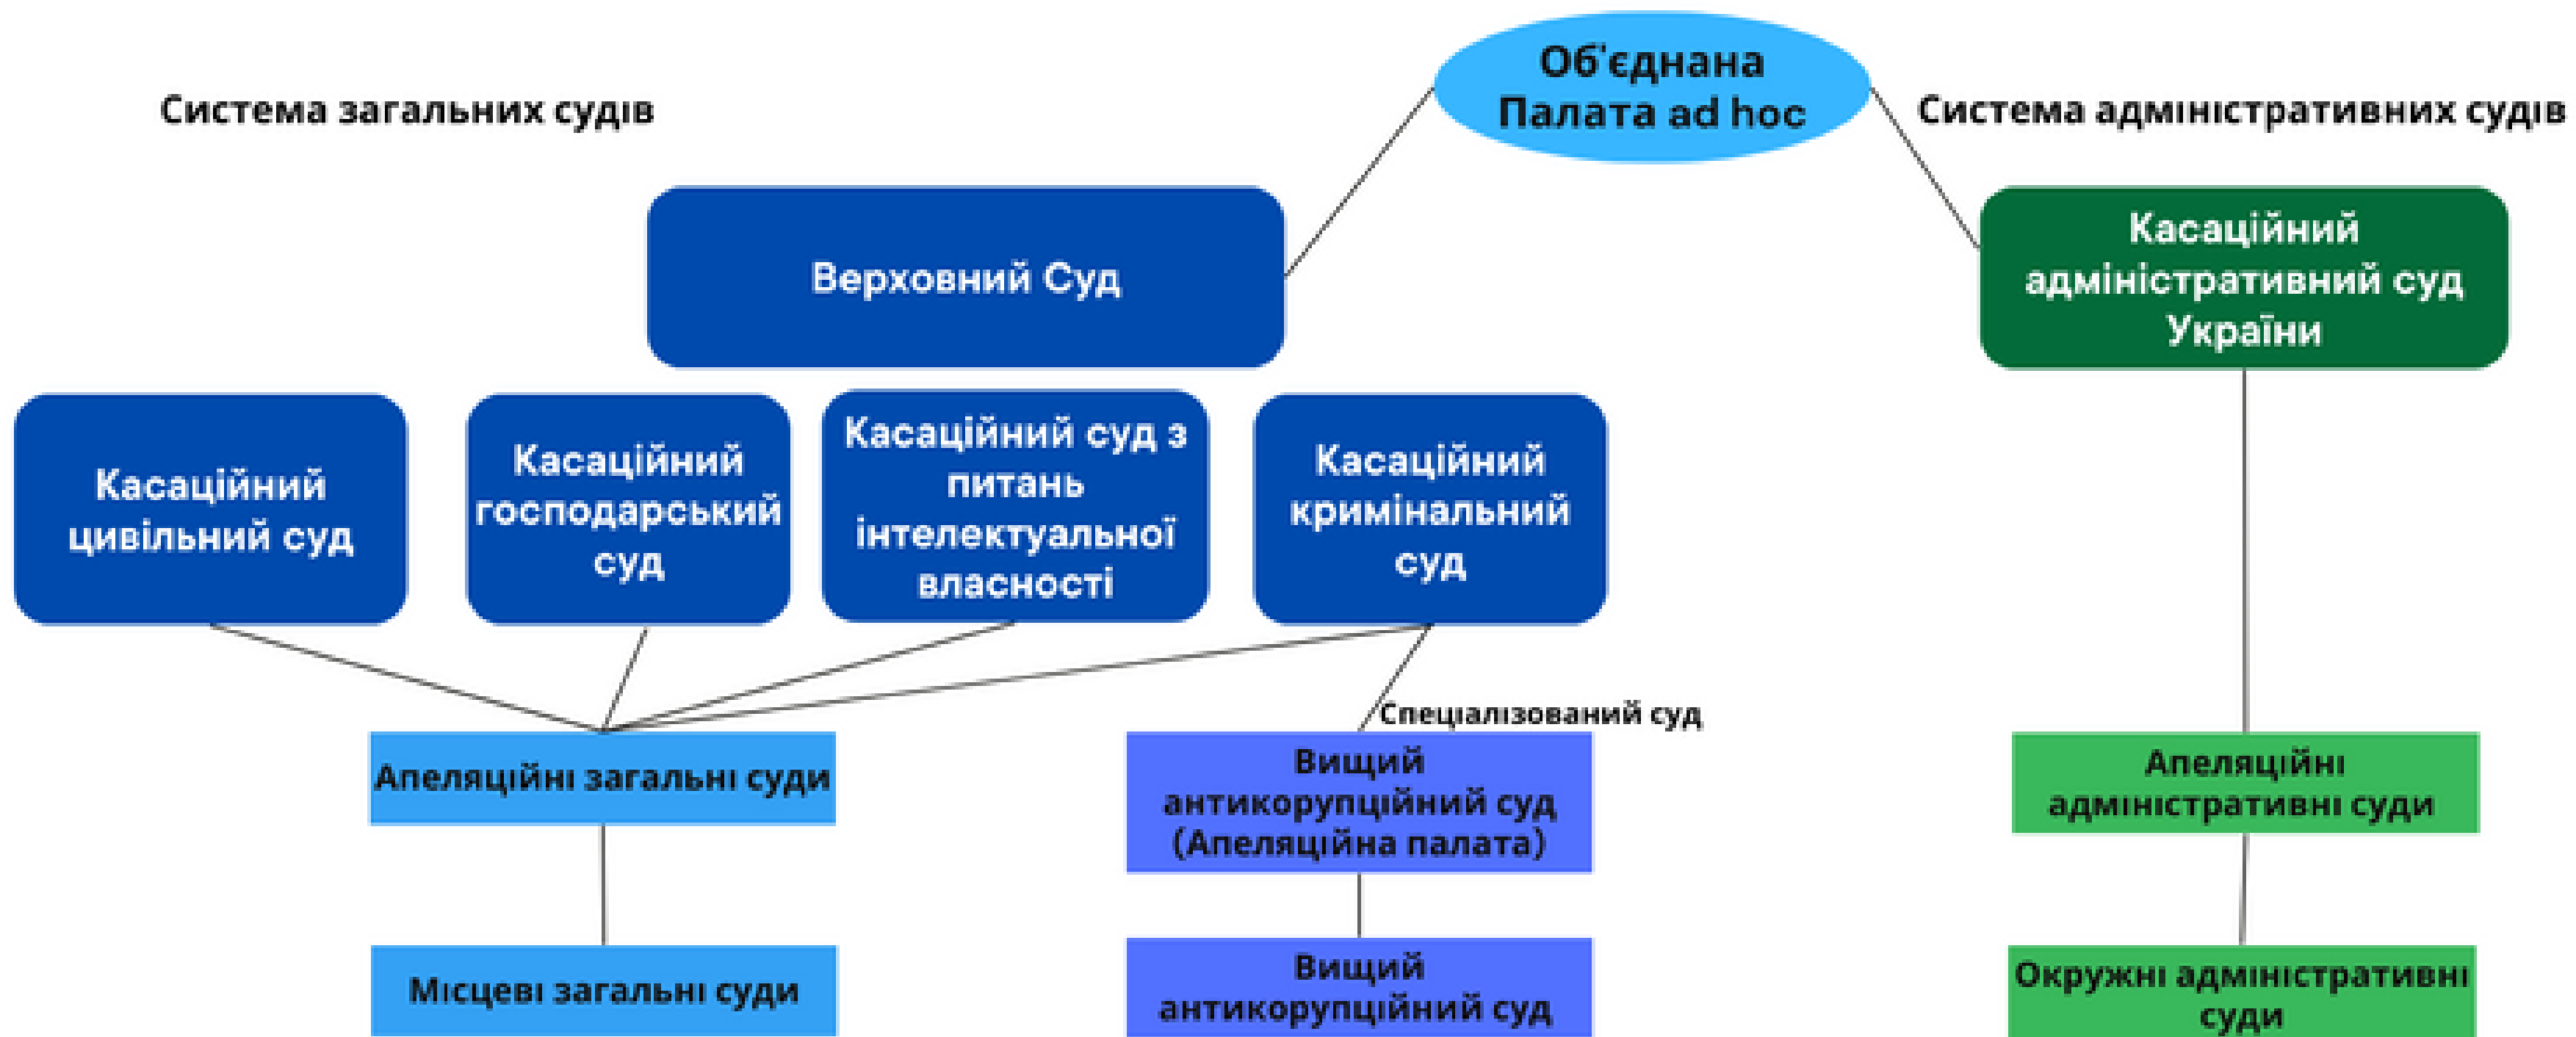 Об'єднана
Палата ad hoc
Система загальних судів
Система адміністративних судів
Верховний Суд
Касаційний
адміністративний суд
України
Касаційний
цивільний суд
Касаційний
господарський
суд
Касаційний суд з
питань
інтелектуальної
власності
Касаційний
кримінальний
суд
Спеціалізований суд
Апеляційні загальні суди
Вищий
антикорупційний суд
(Апеляційна палата)
Апеляційні
адміністративні суди
Місцеві загальні суди
Вищий
антикорупційний суд
Окружні адміністративні
суди